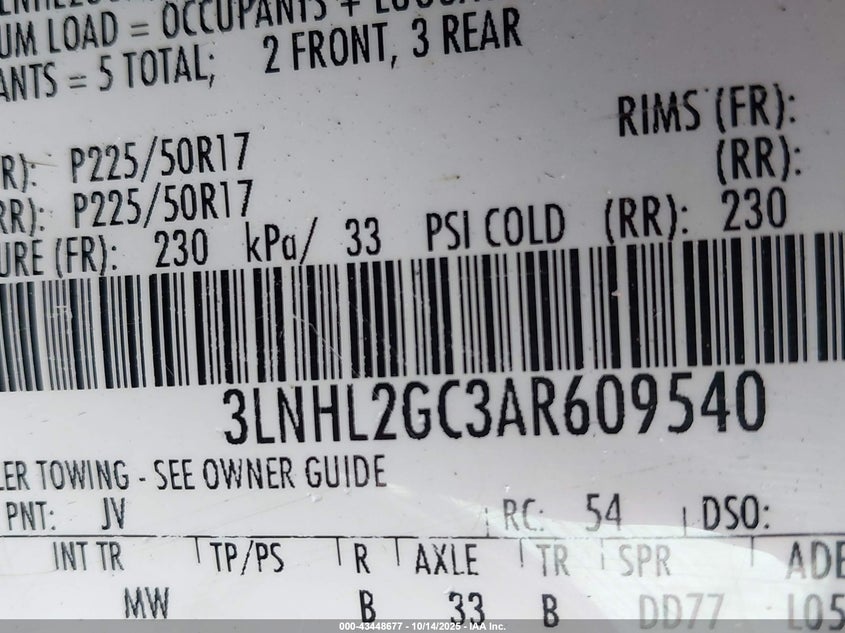 UM LOAD = OCCUPANTS +
ANTS = 5 TOTAL; 2 FRONT, 3 REAR
RIMS (FR):
R): P225/50R17 (RR):
RR): P225/50R17
URE (FR): 230 kPa/ 33 PSI COLD (RR): 230
3LNHL2GC3AR609540
LER TOWING - SEE OWNER GUIDE
PNT: JV RC: 54 DSO:
INT TR TP/PS R AXLE TR SPR ADE
MW B 33 B DD77 L05
000-43448677 - 10/14/2025 - IAA Inc.